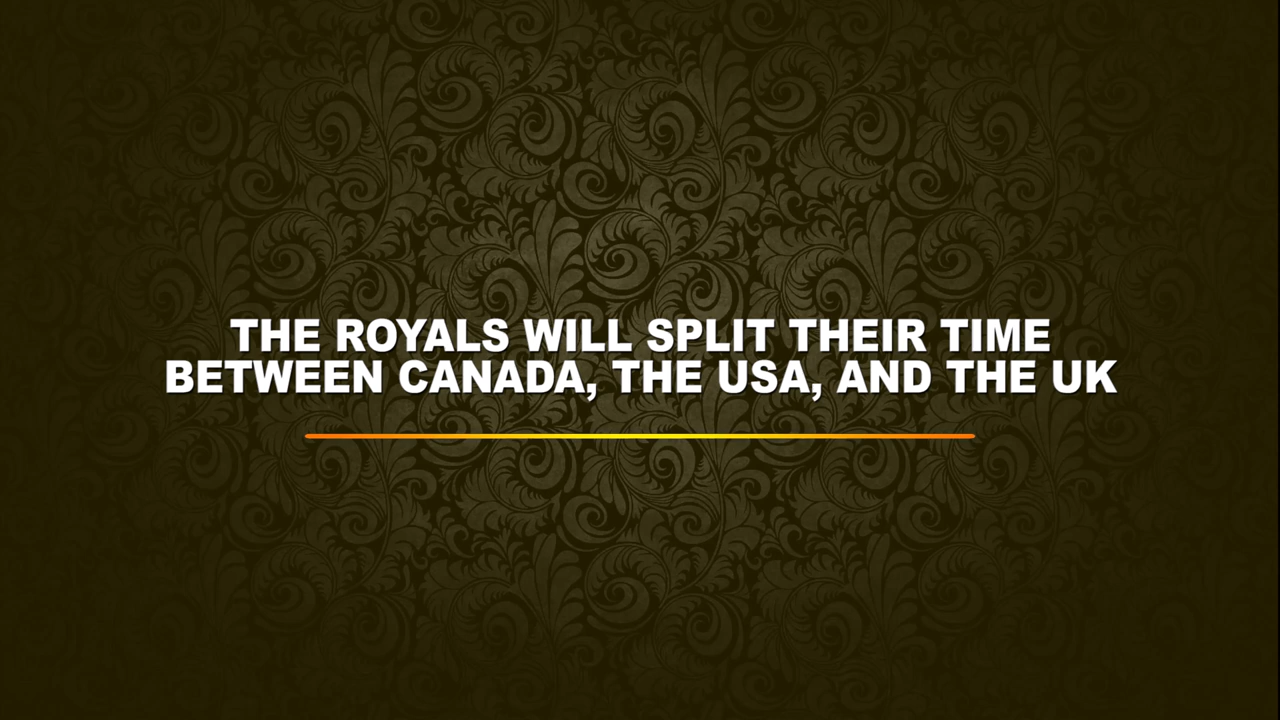 THE ROYALS WILL SPLIT THEIR TIME
BETWEEN CANADA, THE USA, AND THE UK